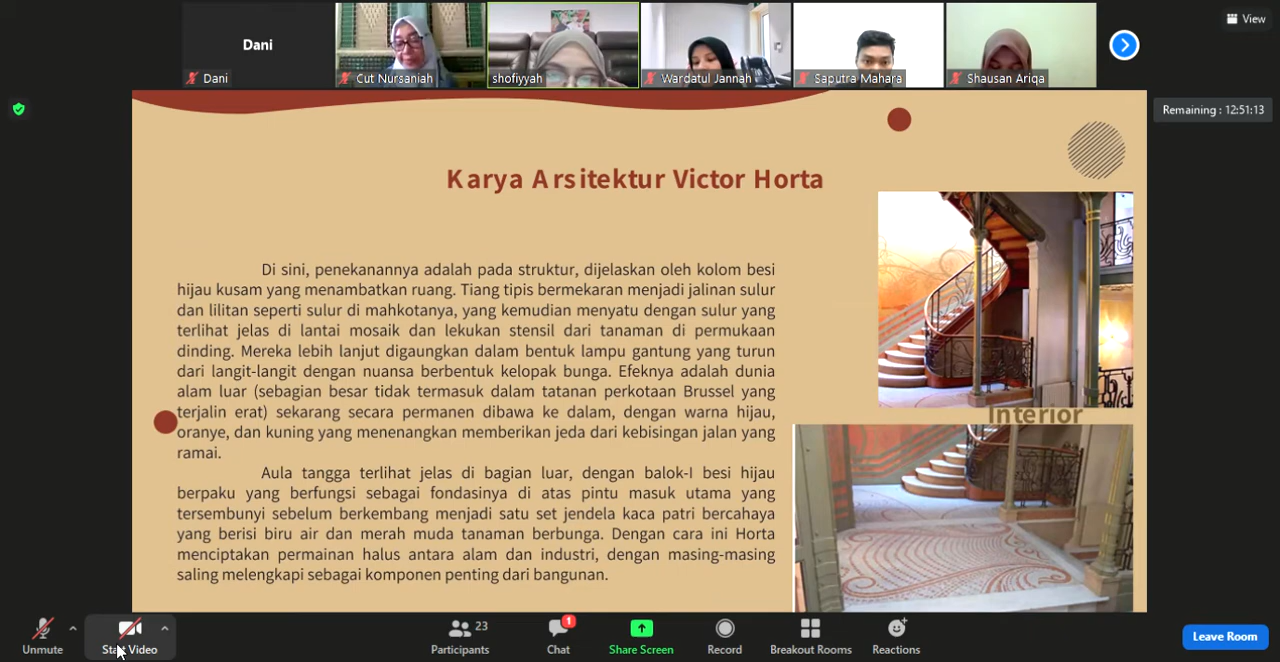 Dani
View
Dani
Cut Nursaniah
shofiyyah
Wardatul Jannah
Saputra Mahara
Shausan Ariqa
Remaining : 12:51:13
Karya Arsitektur Victor Horta
Di sini, penekanannya adalah pada struktur, dijelaskan oleh kolom besi
hijau kusam yang menambatkan ruang. Tiang tipis bermekaran menjadi jalinan sulur
dan lilitan seperti sulur di mahkotanya, yang kemudian menyatu dengan sulur yang
terlihat jelas di lantai mosaik dan lekukan stensil dari tanaman di permukaan
dinding. Mereka lebih lanjut digaungkan dalam bentuk lampu gantung yang turun
dari langit-langit dengan nuansa berbentuk kelopak bunga. Efeknya adalah dunia
alam luar (sebagian besar tidak termasuk dalam tatanan perkotaan Brussel yang
terjalin erat) sekarang secara permanen dibawa ke dalam, dengan warna hijau,
oranye, dan kuning yang menenangkan memberikan jeda dari kebisingan jalan yang
ramai.
Aula tangga terlihat jelas di bagian luar, dengan balok-I besi hijau
berpaku yang berfungsi sebagai fondasinya di atas pintu masuk utama yang
tersembunyi sebelum berkembang menjadi satu set jendela kaca patri bercahaya
yang berisi biru air dan merah muda tanaman berbunga. Dengan cara ini Horta
menciptakan permainan halus antara alam dan industri, dengan masing-masing
saling melengkapi sebagai komponen penting dari bangunan.
Interior
Unmute
Start Video
23
Participants
1
Chat
Share Screen
Record
Breakout Rooms
Reactions
Leave Room